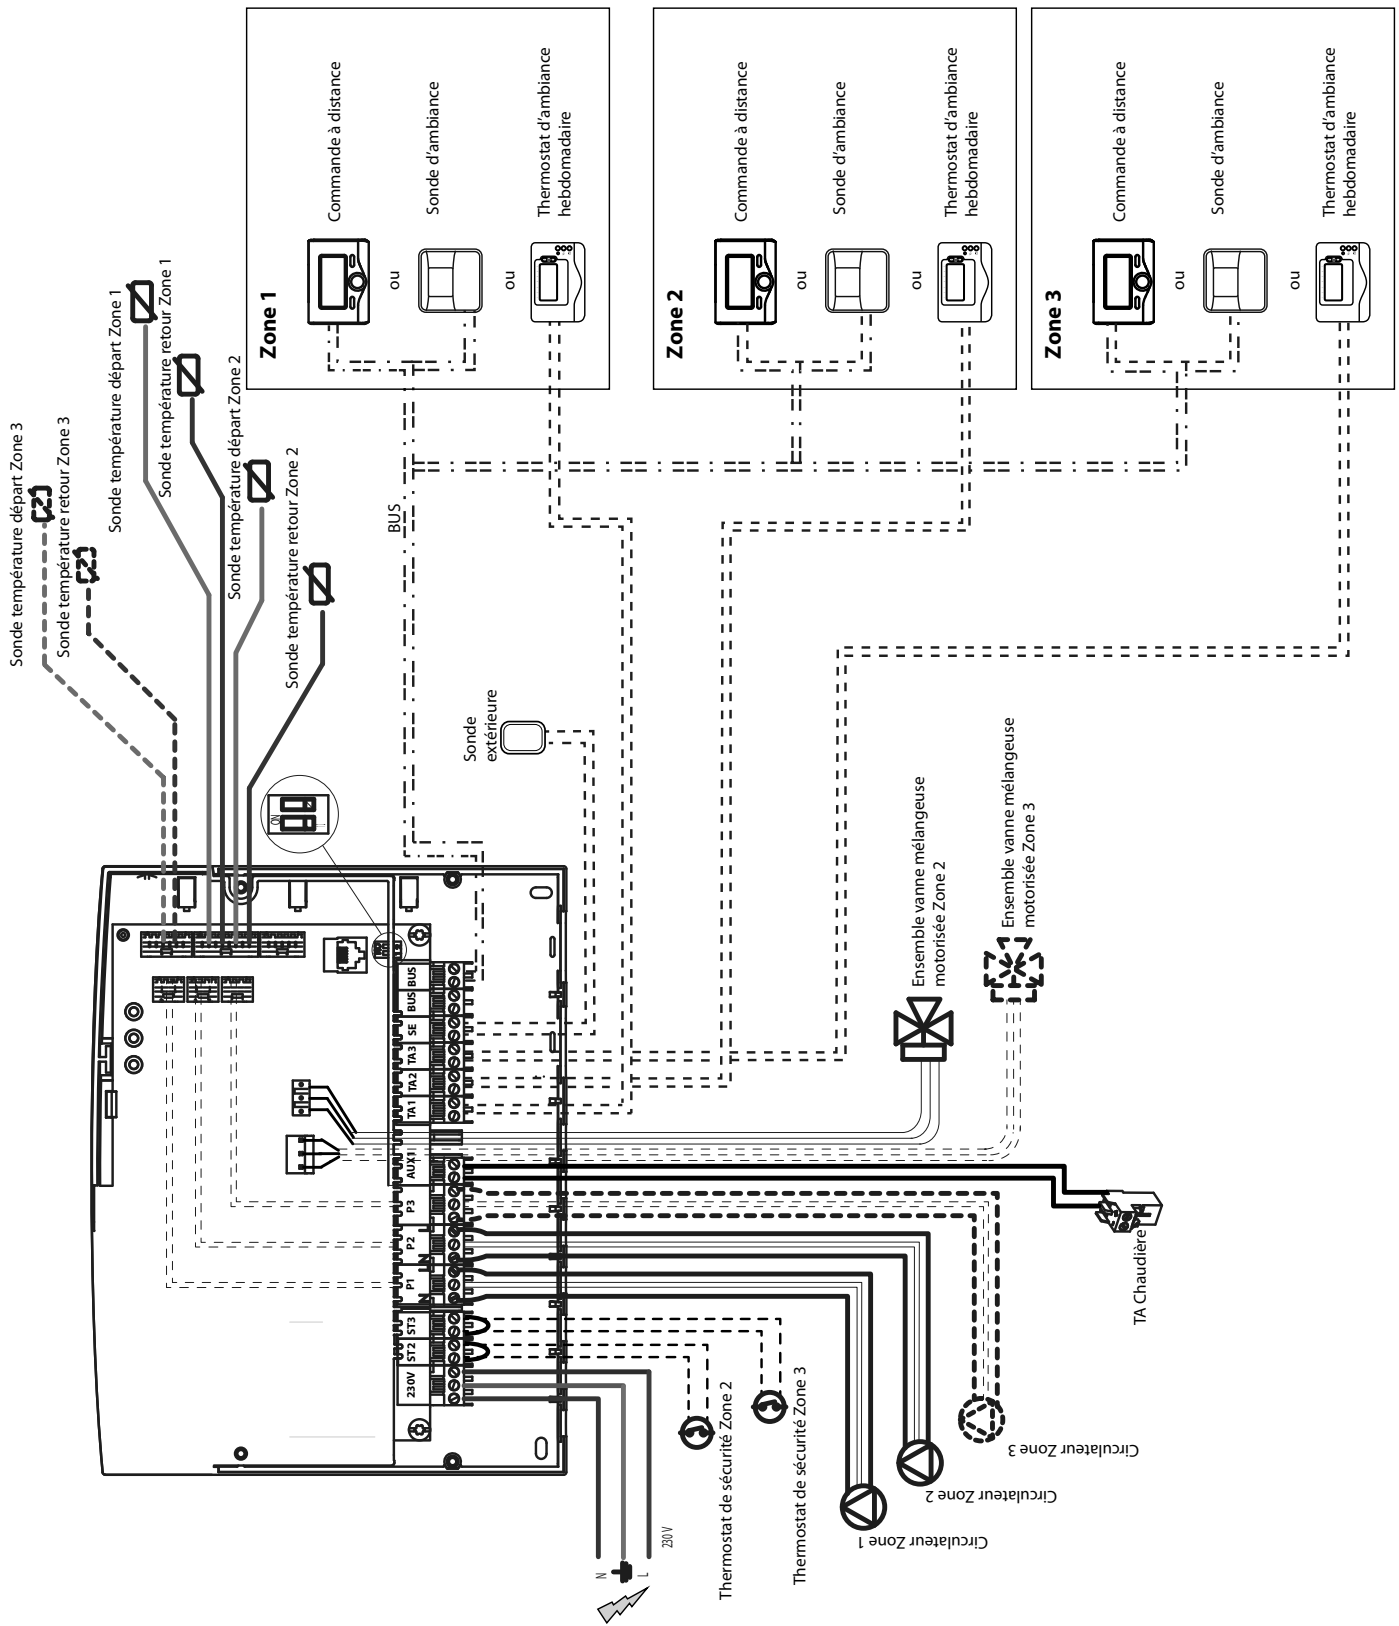 Zone 1
Commande à distance
ou
Sonde d'ambiance
ou
Thermostat d'ambiance
hebdomadaire
Zone 2
Commande à distance
ou
Sonde d'ambiance
ou
Thermostat d'ambiance
hebdomadaire
Zone 3
Commande à distance
ou
Sonde d'ambiance
ou
Thermostat d'ambiance
hebdomadaire
Sonde température départ Zone 3
Sonde température retour Zone 3
Sonde température départ Zone 1
Sonde température retour Zone 1
Sonde température départ Zone 2
Sonde température retour Zone 2
BUS
Sonde
extérieure
ON
Ensemble vanne mélangeuse
motorisée Zone 2
Ensemble vanne mélangeuse
motorisée Zone 3
230V
ST2
ST3
P1
P2
P3
AUX1
TA1
TA2
TA3
SE
BUS
BUS
N
L
N
L
TA Chaudière
N
L
230 V
Thermostat de sécurité Zone 2
Thermostat de sécurité Zone 3
Circulateur Zone 1
Circulateur Zone 2
Circulateur Zone 3